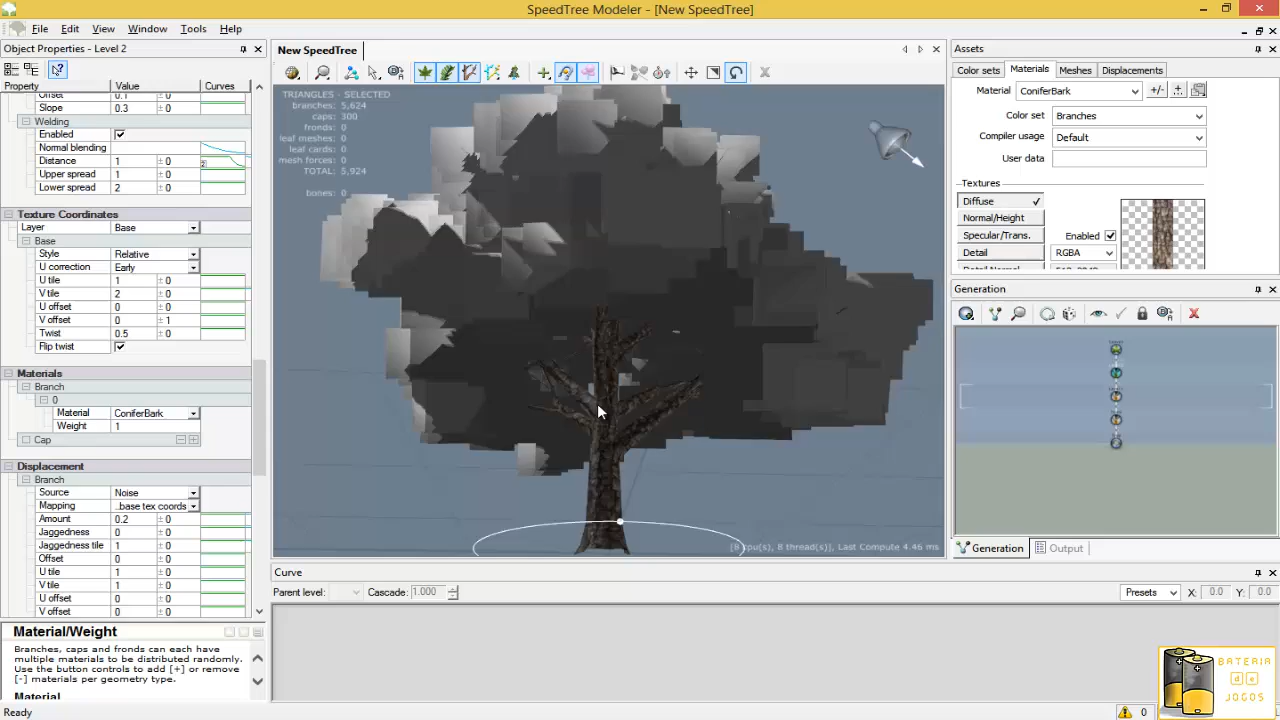 SpeedTree Modeler - [New SpeedTree]
File Edit View Window Tools Help
Object Properties - Level 2
Property Value Curves
Offset 0.1 ± 0
Slope 0.3 ± 0
Welding
Enabled
Normal blending
Distance 1 ± 0
Upper spread 1 ± 0
Lower spread 2 ± 0
Texture Coordinates
Layer Base
Base
Style Relative
U correction Early
U tile 1 ± 0
V tile 2 ± 0
U offset 0 ± 0
V offset 0 ± 1
Twist 0.5 ± 0
Flip twist
Materials
Branch
0
Material ConiferBark
Weight 1
Cap
Displacement
Branch
Source Noise
Mapping ..base tex coords
Amount 0.2 ± 0
Jaggedness 0 ± 0
Jaggedness tile 1 ± 0
Offset 0 ± 0
U tile 1 ± 0
V tile 1 ± 0
U offset 0 ± 0
V offset 0 ± 0
Material/Weight
Branches, caps and fronds can each have
multiple materials to be distributed randomly.
Use the button controls to add [+] or remove
[-] materials per geometry type.
Material
Ready
New SpeedTree
TRIANGLES - SELECTED
branches: 5,624
caps: 300
fronds: 0
leaf meshes: 0
leaf cards: 0
mesh forces: 0
TOTAL: 5,924
bones: 0
[8 cpu(s), 8 thread(s)], Last Compute 4.46 ms
Curve
Parent level: Cascade: 1.000 Presets X: 0.0 Y: 0.0
Assets
Color sets Materials Meshes Displacements
Material ConiferBark +/-
Color set Branches
Compiler usage Default
User data
Textures
Diffuse
Normal/Height
Specular/Trans.
Detail
Enabled
RGBA
Generation
Generation Output
BATERIA
de
JOGOS
0